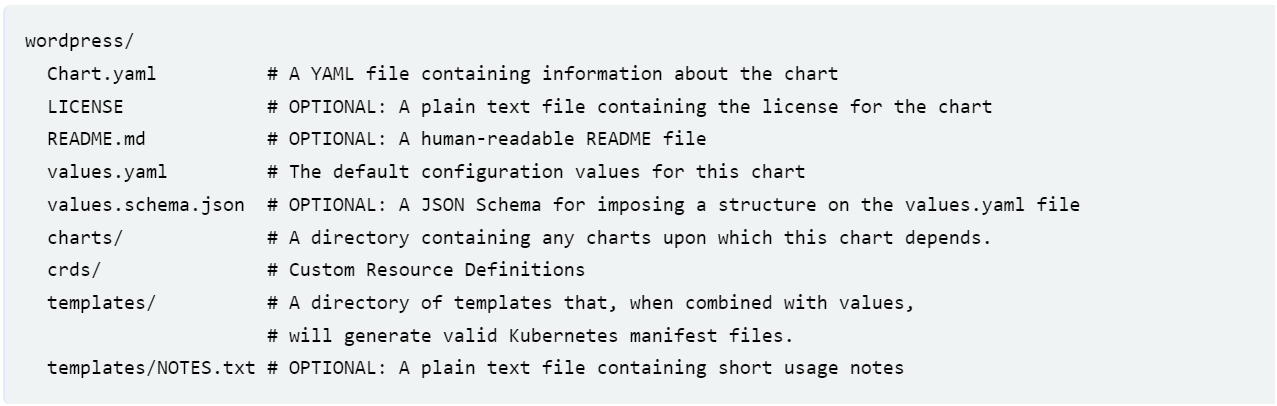 wordpress/
  Chart.yaml          # A YAML file containing information about the chart
  LICENSE             # OPTIONAL: A plain text file containing the license for the chart
  README.md           # OPTIONAL: A human-readable README file
  values.yaml         # The default configuration values for this chart
  values.schema.json  # OPTIONAL: A JSON Schema for imposing a structure on the values.yaml file
  charts/             # A directory containing any charts upon which this chart depends.
  crds/               # Custom Resource Definitions
  templates/          # A directory of templates that, when combined with values,
                      # will generate valid Kubernetes manifest files.
  templates/NOTES.txt # OPTIONAL: A plain text file containing short usage notes